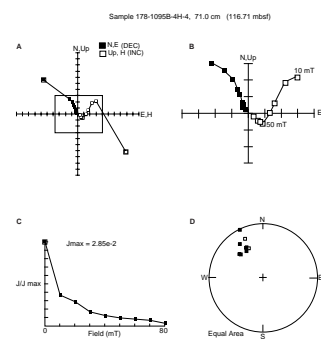 Sample 178-1095B-4H-4, 71.0 cm (116.71 mbsf)
A
N,Up
N,E (DEC)
Up, H (INC)
E,H
B
N,Up
10 mT
50 mT
E
C
Jmax = 2.85e-2
J/J max
0
80
Field (mT)
D
N
W
E
S
Equal Area